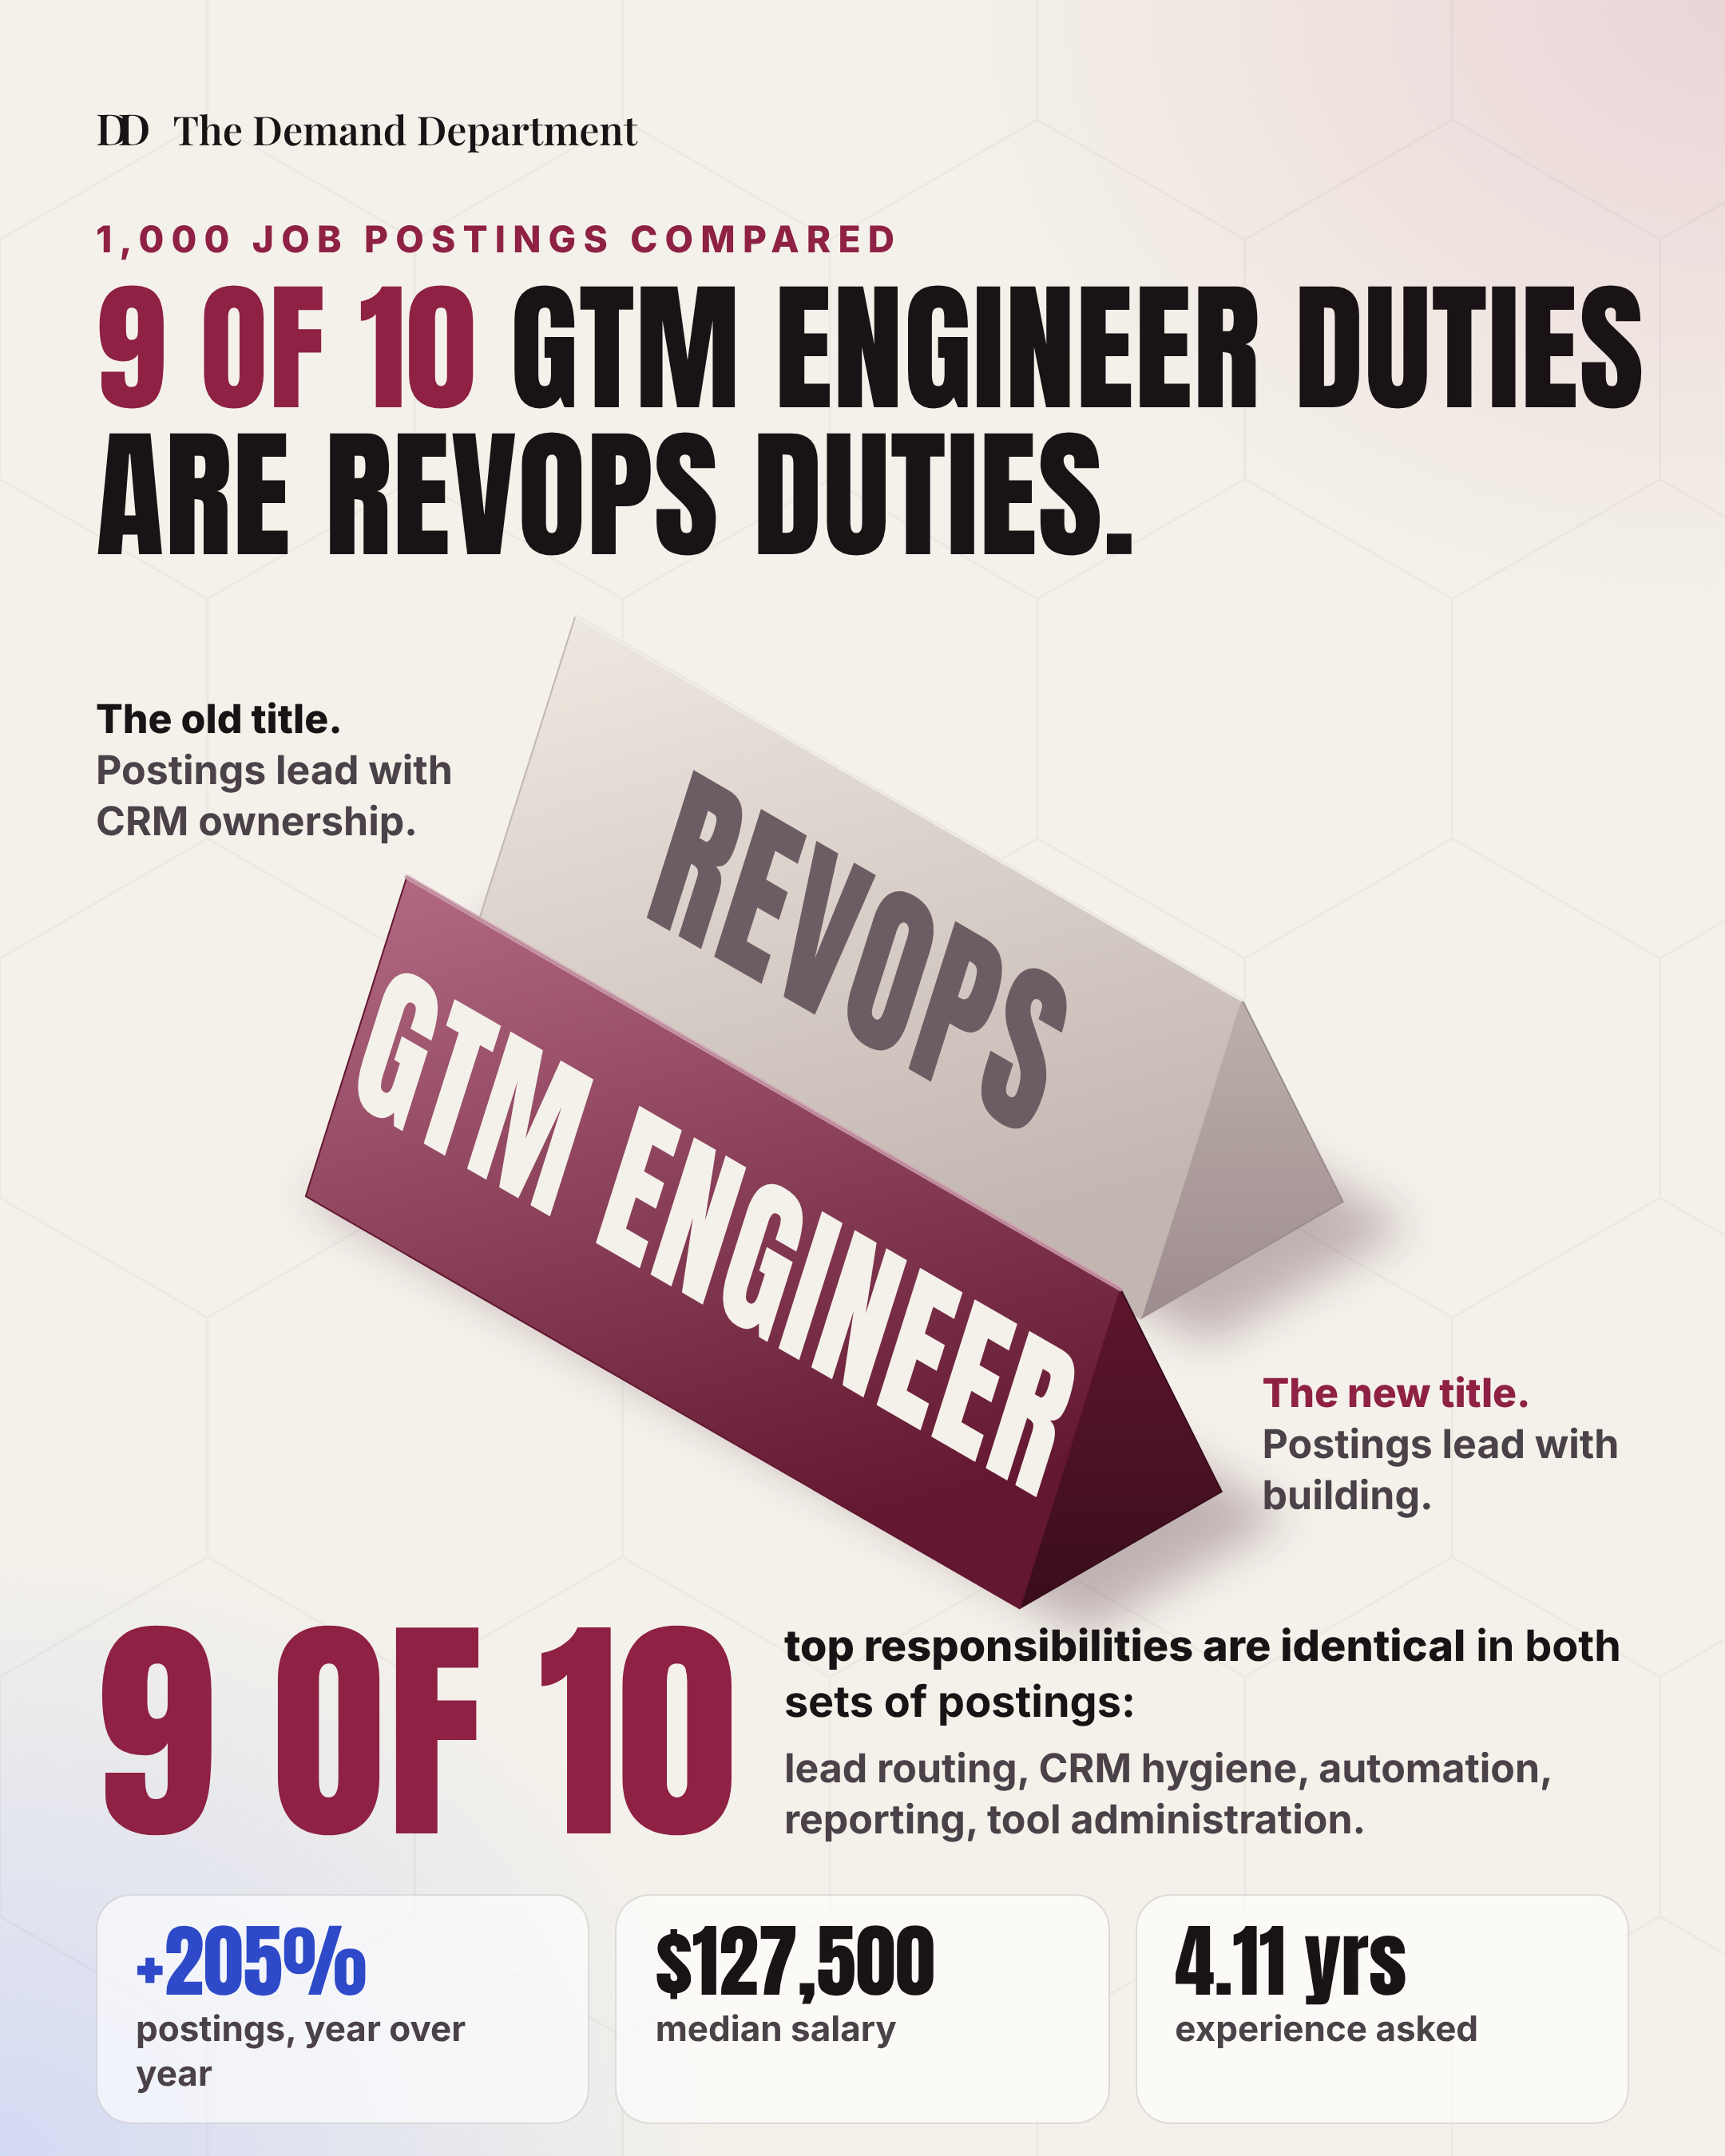 DD The Demand Department
1,000 JOB POSTINGS COMPARED
9 OF 10 GTM ENGINEER DUTIES
ARE REVOPS DUTIES.
The old title.
Postings lead with
CRM ownership.
REVOPS
GTM ENGINEER
The new title.
Postings lead with
building.
9 OF 10
top responsibilities are identical in both
sets of postings:
lead routing, CRM hygiene, automation,
reporting, tool administration.
+205%
postings, year over
year
$127,500
median salary
4.11 yrs
experience asked